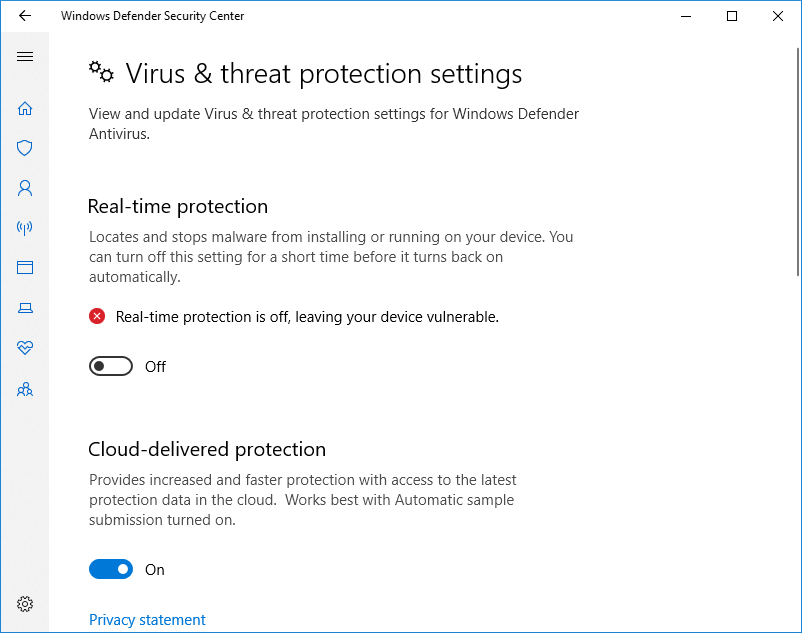 Windows Defender Security Center
Virus & threat protection settings
View and update Virus & threat protection settings for Windows Defender
Antivirus.
Real-time protection
Locates and stops malware from installing or running on your device. You
can turn off this setting for a short time before it turns back on
automatically.
Real-time protection is off, leaving your device vulnerable.
Off
Cloud-delivered protection
Provides increased and faster protection with access to the latest
protection data in the cloud.  Works best with Automatic sample
submission turned on.
On
Privacy statement